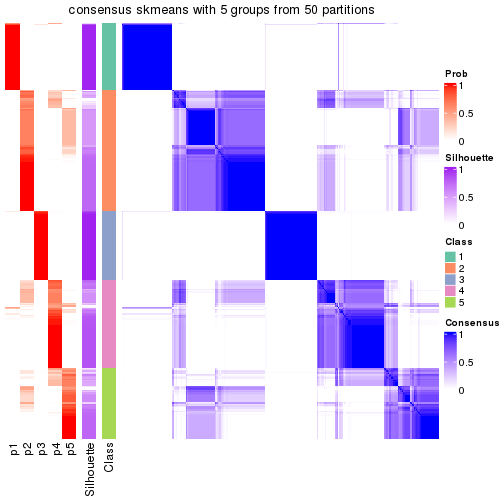 consensus skmeans with 5 groups from 50 partitions
Prob
1
0.5
0
Silhouette
1
0.5
0
Class
1
2
3
4
5
Consensus
1
0.5
0
p1
p2
p3
p4
p5
Silhouette
Class